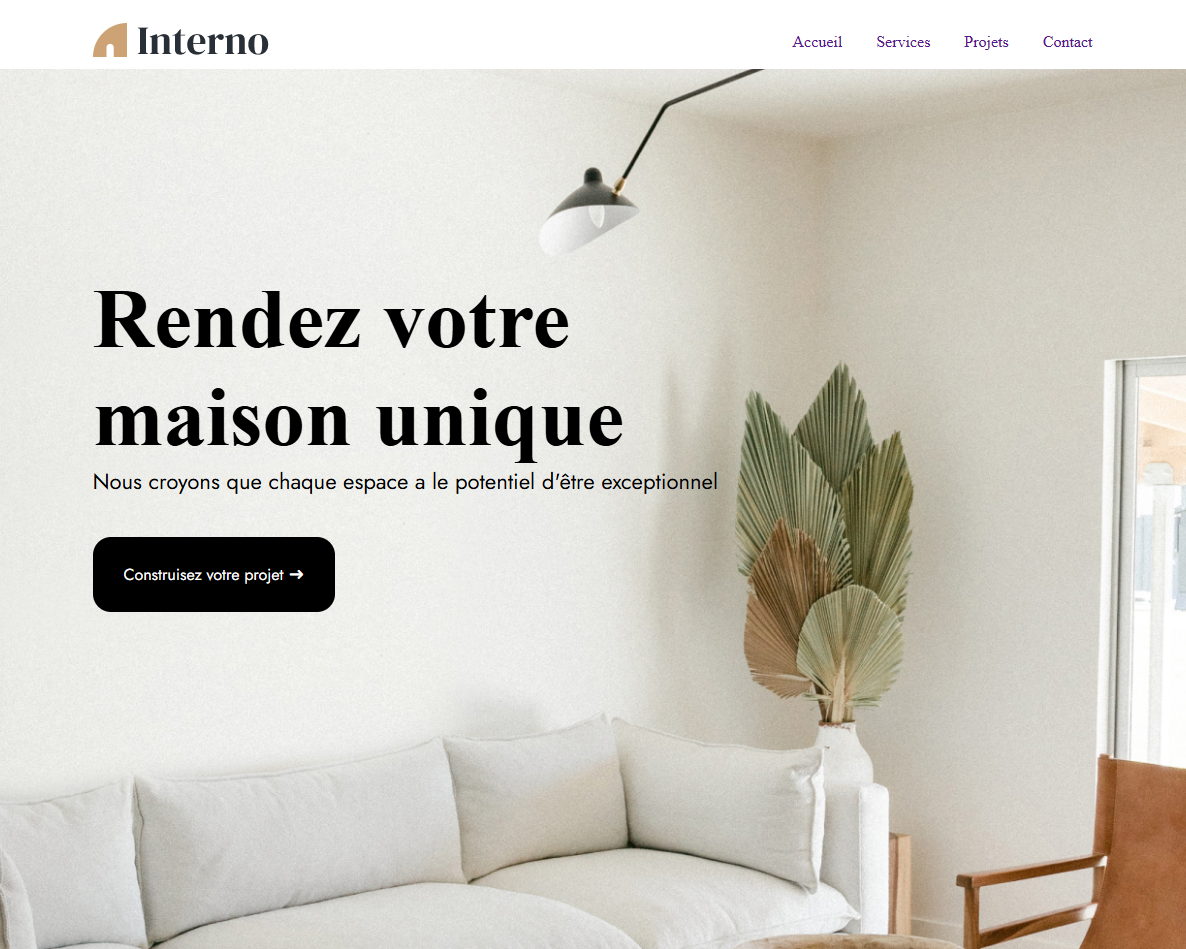 Interno
Accueil Services Projets Contact
Rendez votre
maison unique
Nous croyons que chaque espace a le potentiel d'être exceptionnel
Construisez votre projet ➜